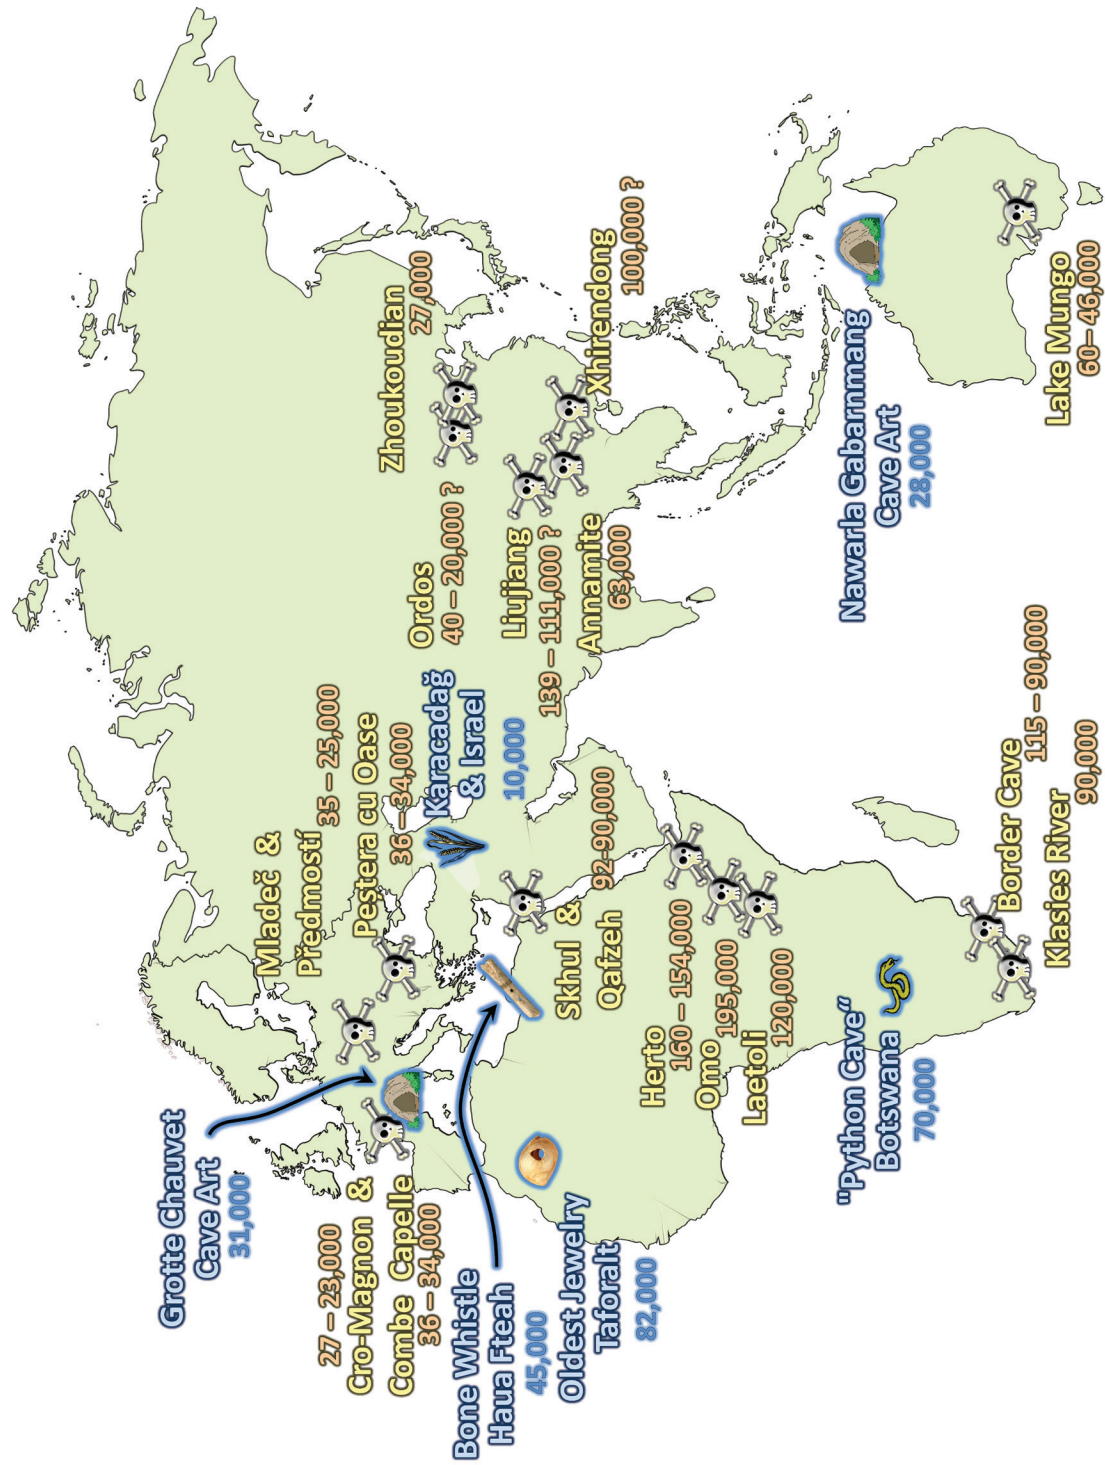 Grotte Chauvet
Cave Art
31,000
27 – 23,000
Cro-Magnon &
Combe Capelle
36 – 34,000
Bone Whistle
Haua Fteah
45,000
Oldest Jewelry
Taforalt
82,000
Mladeč &
Předmostí
35 – 25,000
Peştera cu Oase
36 – 34,000
Karacadağ
& Israel
10,000
Skhul &
Qafzeh
92-90,000
Herto
160 – 154,000
Omo
195,000
Laetoli
120,000
"Python Cave“
Botswana
70,000
Border Cave
115 – 90,000
Klasies River
90,000
Zhoukoudian
27,000
Ordos
40 – 20,000 ?
Liujiang
139 – 111,000 ?
Annamite
63,000
Xhirendong
100,000 ?
Nawarla Gabarnmang
Cave Art
28,000
Lake Mungo
60– 46,000